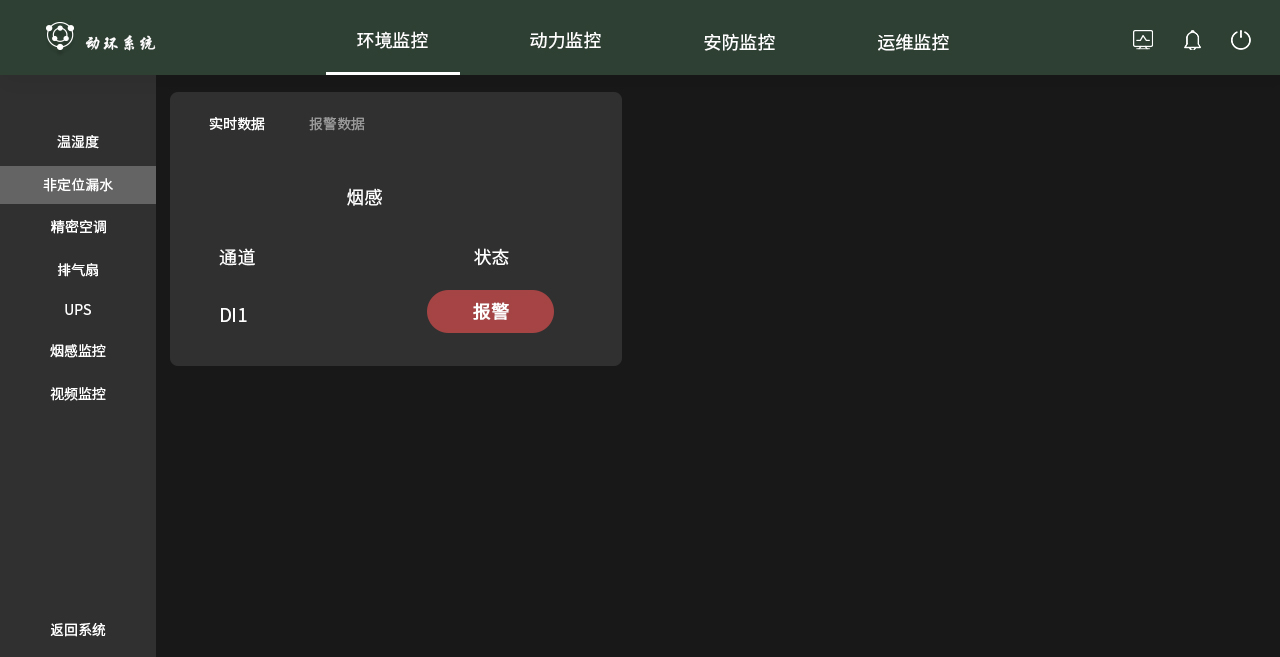 动环系统
环境监控
动力监控
安防监控
运维监控
温湿度
非定位漏水
精密空调
排气扇
UPS
烟感监控
视频监控
返回系统
实时数据 报警数据
烟感
通道 状态
DI1 报警